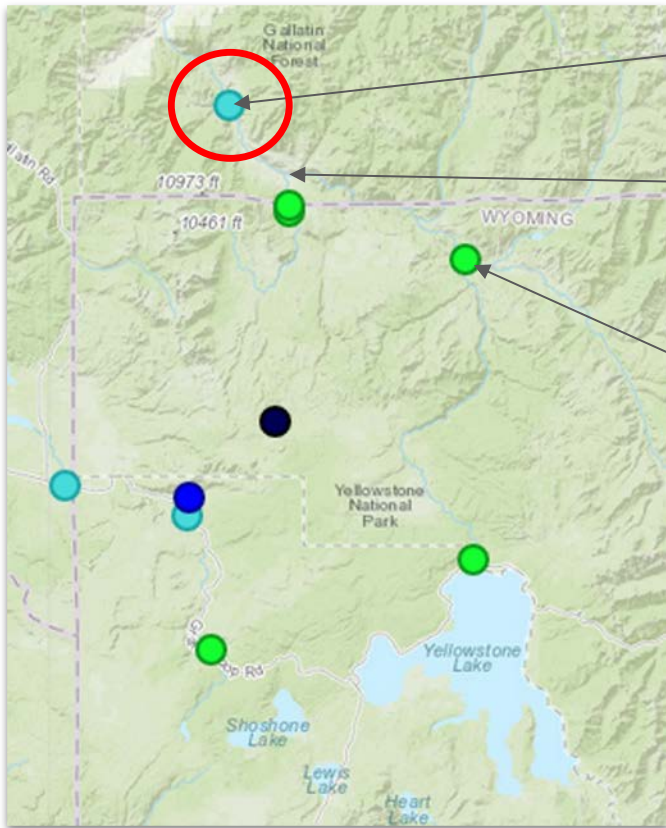 Gallatin
National
Forest
10973 ft
10461 ft
WYOMING
Yellowstone
National
Park
Yellowstone
Lake
Rd
Shoshone
Lake
Lewis
Lake
Heart
Lake